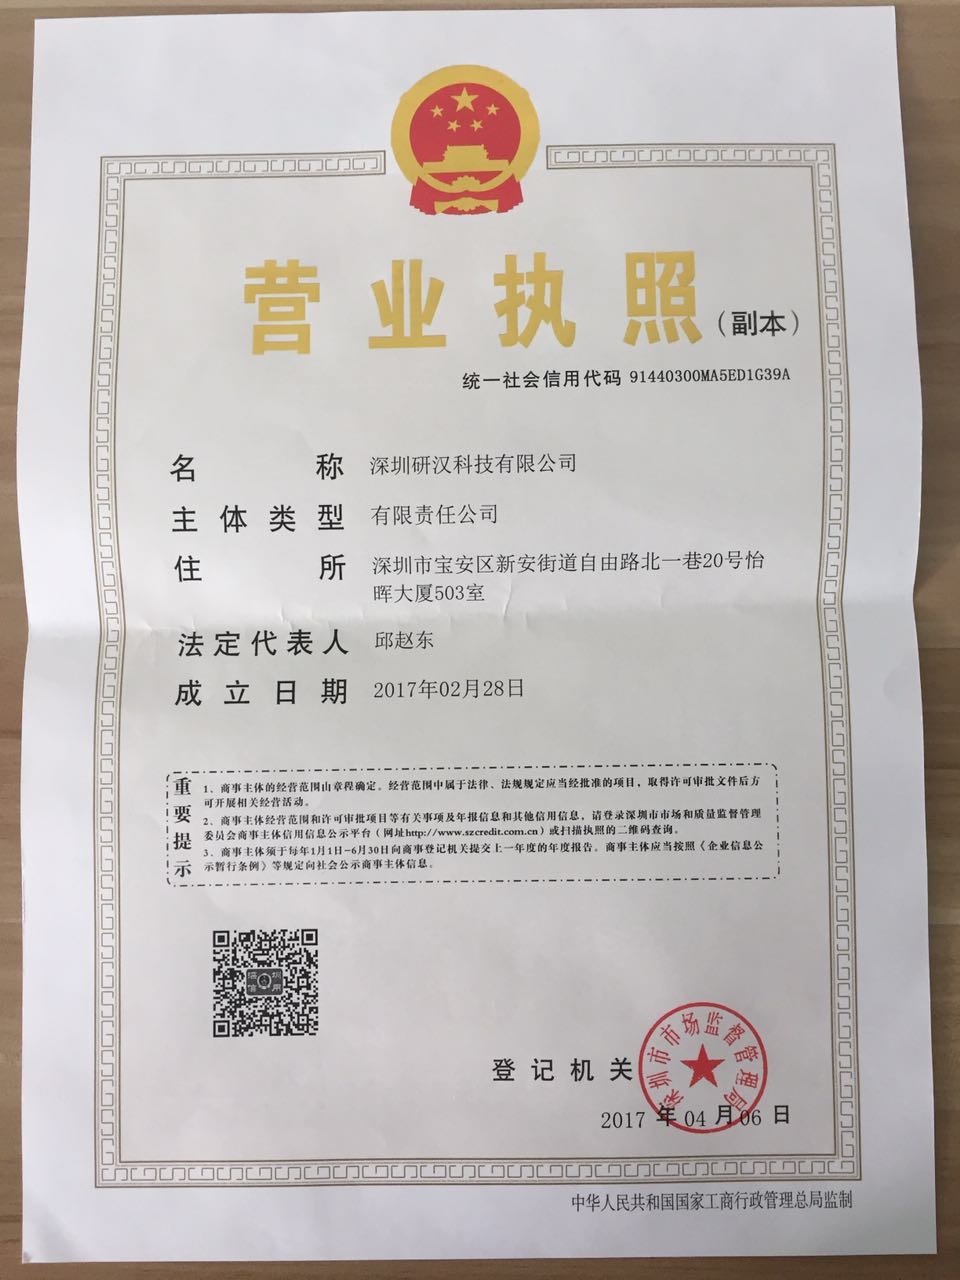 营业执照（副本）
统一社会信用代码 91440300MA5ED1G39A
名称 深圳研汉科技有限公司
主体类型 有限责任公司
住所 深圳市宝安区新安街道自由路北一巷20号怡
晖大厦503室
法定代表人 邱赵东
成立日期 2017年02月28日
重要提示
1、商事主体的经营范围由章程确定。经营范围中属于法律、法规规定应当经批准的项目，取得许可审批文件后方
可开展相关经营活动。
2、商事主体经营范围和许可审批项目等有关事项及年报信息和其他信用信息，请登录深圳市市场和质量监督管理
委员会商事主体信用信息公示平台（网址http://www.szcredit.com.cn）或扫描执照的二维码查询。
3、商事主体须于每年1月1日-6月30日向商事登记机关提交上一年度的年度报告。商事主体应当按照《企业信息公
示暂行条例》等规定向社会公示商事主体信息。
深圳信用
登记机关
深圳市市场监督管理局
2017年04月06日
中华人民共和国国家工商行政管理总局监制